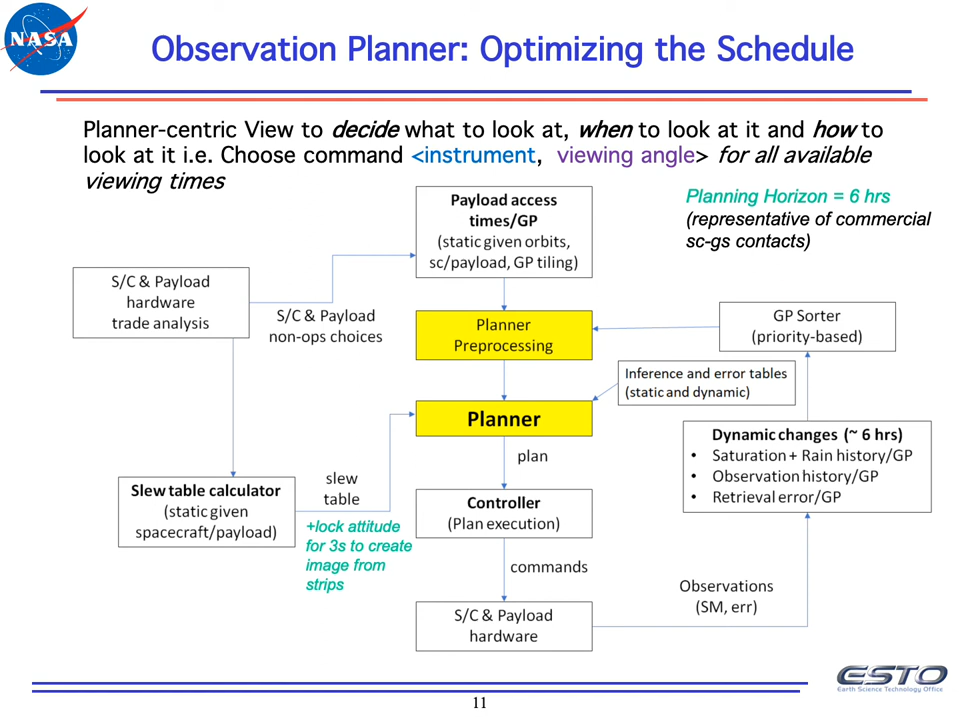 NASA
Observation Planner: Optimizing the Schedule
Planner-centric View to decide what to look at, when to look at it and how to
look at it i.e. Choose command <instrument, viewing angle> for all available
viewing times
Planning Horizon = 6 hrs
(representative of commercial
sc-gs contacts)
Payload access
times/GP
(static given orbits,
sc/payload, GP tiling)
S/C & Payload
hardware
trade analysis
S/C & Payload
non-ops choices
Planner
Preprocessing
GP Sorter
(priority-based)
Inference and error tables
(static and dynamic)
Planner
plan
Dynamic changes (~ 6 hrs)
• Saturation + Rain history/GP
• Observation history/GP
• Retrieval error/GP
Slew table calculator
(static given
spacecraft/payload)
slew
table
+lock attitude
for 3s to create
image from
strips
Controller
(Plan execution)
commands
Observations
(SM, err)
S/C & Payload
hardware
ESTO
Earth Science Technology Office
11